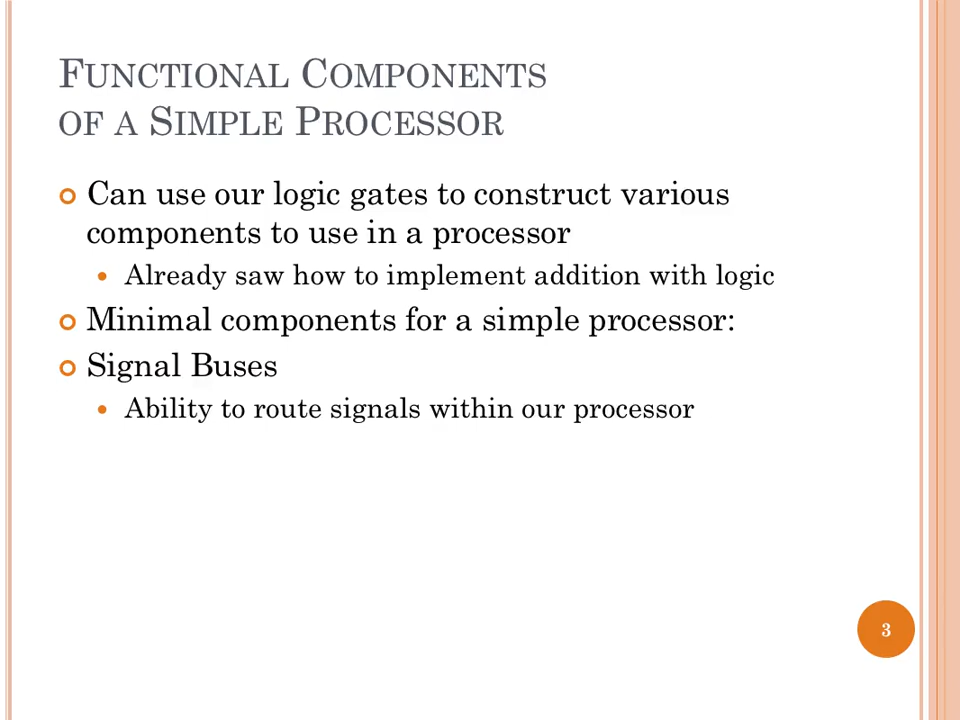 Functional Components
of a Simple Processor
Can use our logic gates to construct various
components to use in a processor
Already saw how to implement addition with logic
Minimal components for a simple processor:
Signal Buses
Ability to route signals within our processor
3